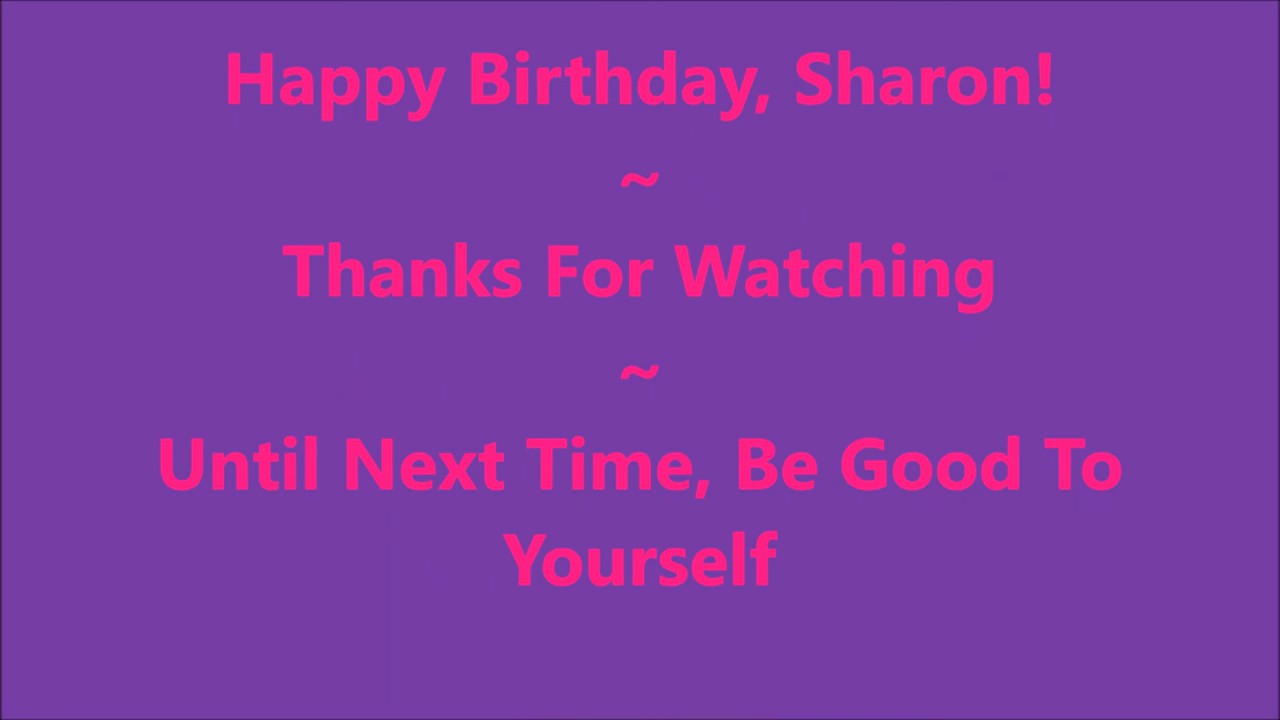 Happy Birthday, Sharon!
~
Thanks For Watching
~
Until Next Time, Be Good To
Yourself